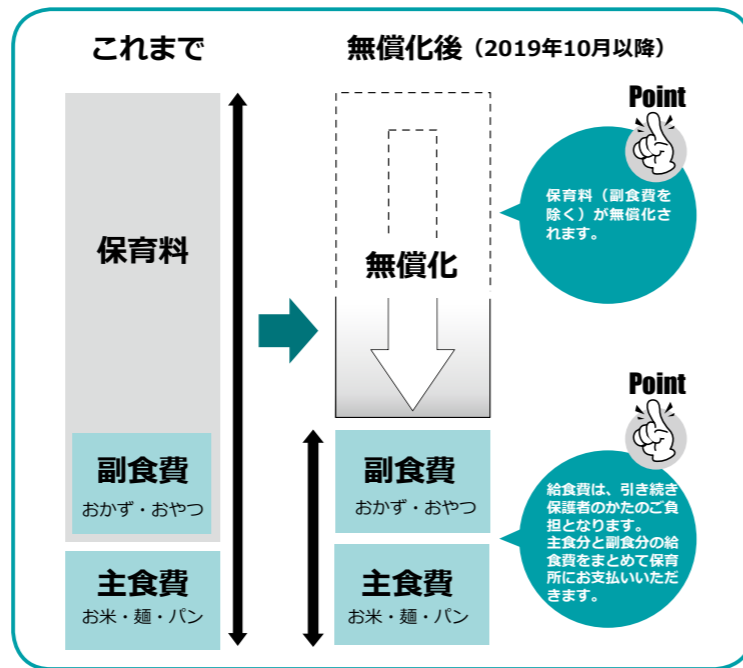 これまで
無償化後（2019年10月以降）
保育料
副食費
おかず・おやつ
主食費
お米・麺・パン
無償化
副食費
おかず・おやつ
主食費
お米・麺・パン
Point
保育料（副食費を
除く）が無償化さ
れます。
Point
給食費は、引き続き
保護者のかたのご負
担となります。
主食分と副食分の給
食費をまとめて保育
所にお支払いいただ
きます。